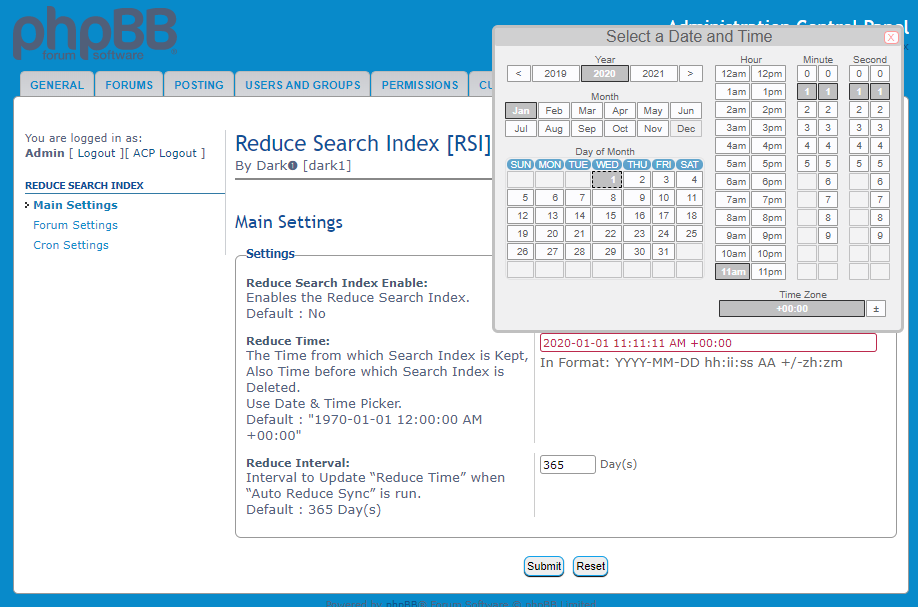 phpBB
forum software
Administration Control Panel
GENERAL FORUMS POSTING USERS AND GROUPS PERMISSIONS CU
You are logged in as:
Admin [ Logout ][ ACP Logout ]
REDUCE SEARCH INDEX
Main Settings
Forum Settings
Cron Settings
Reduce Search Index [RSI]
By Dark❶ [dark1]
Main Settings
Settings
Reduce Search Index Enable:
Enables the Reduce Search Index.
Default : No
Reduce Time:
The Time from which Search Index is Kept,
Also Time before which Search Index is
Deleted.
Use Date & Time Picker.
Default : "1970-01-01 12:00:00 AM
+00:00"
2020-01-01 11:11:11 AM +00:00
In Format: YYYY-MM-DD hh:ii:ss AA +/-zh:zm
Reduce Interval:
Interval to Update “Reduce Time” when
“Auto Reduce Sync” is run.
Default : 365 Day(s)
365 Day(s)
Submit Reset
Select a Date and Time
X
Year
< 2019 2020 2021 >
Month
Jan Feb Mar Apr May Jun
Jul Aug Sep Oct Nov Dec
Day of Month
SUN MON TUE WED THU FRI SAT
1 2 3 4
5 6 7 8 9 10 11
12 13 14 15 16 17 18
19 20 21 22 23 24 25
26 27 28 29 30 31
Hour
12am 12pm
1am 1pm
2am 2pm
3am 3pm
4am 4pm
5am 5pm
6am 6pm
7am 7pm
8am 8pm
9am 9pm
10am 10pm
11am 11pm
Minute
0 0
1 1
2 2
3 3
4 4
5 5
6
7
8
9
Second
0 0
1 1
2 2
3 3
4 4
5 5
6
7
8
9
Time Zone
+00:00 ±
Powered by phpBB® Forum Software © phpBB Limited